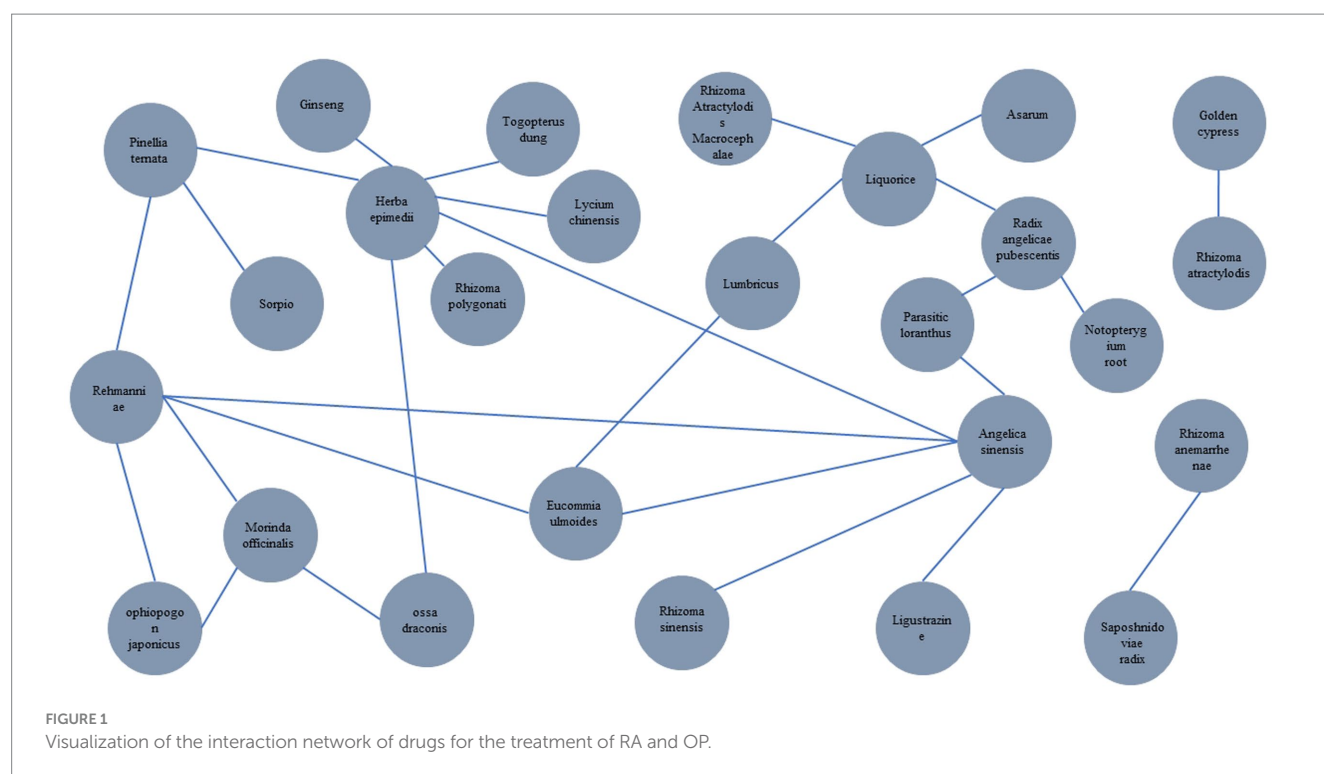 Ginseng
Pinellia
ternata
Togopterus
dung
Herba
epimedii
Lycium
chinensis
Sorpio
Rhizoma
polygonati
Rhizoma
Atractylodi
s
Macroceph
alae
Asarum
Liquorice
Golden
cypress
Radix
angelicae
pubescentis
Rhizoma
atractylodis
Lumbricus
Parasitic
loranthus
Notopteryg
ium
root
Rehmanni
ae
Angelica
sinensis
Rhizoma
anemarrhe
nae
Eucommia
ulmoides
Morinda
officinalis
ophiopogo
n
japonicus
ossa
draconis
Rhizoma
sinensis
Ligustrazin
e
Saposhnido
viae
radix
FIGURE 1
Visualization of the interaction network of drugs for the treatment of RA and OP.